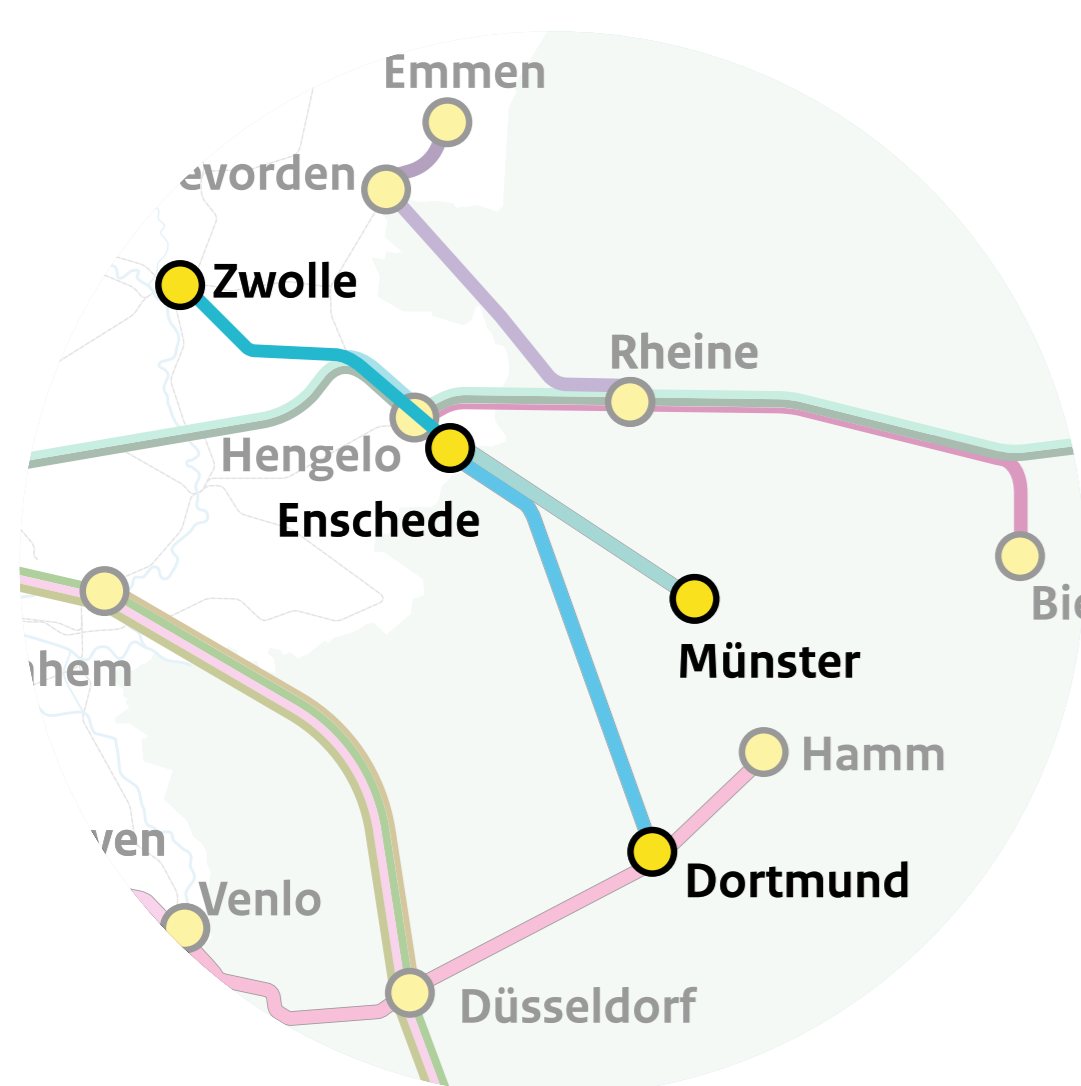 Emmen
evorden
Zwolle
Rheine
Hengelo
Enschede
Bie
Münster
hem
Hamm
ven
Dortmund
Venlo
Düsseldorf